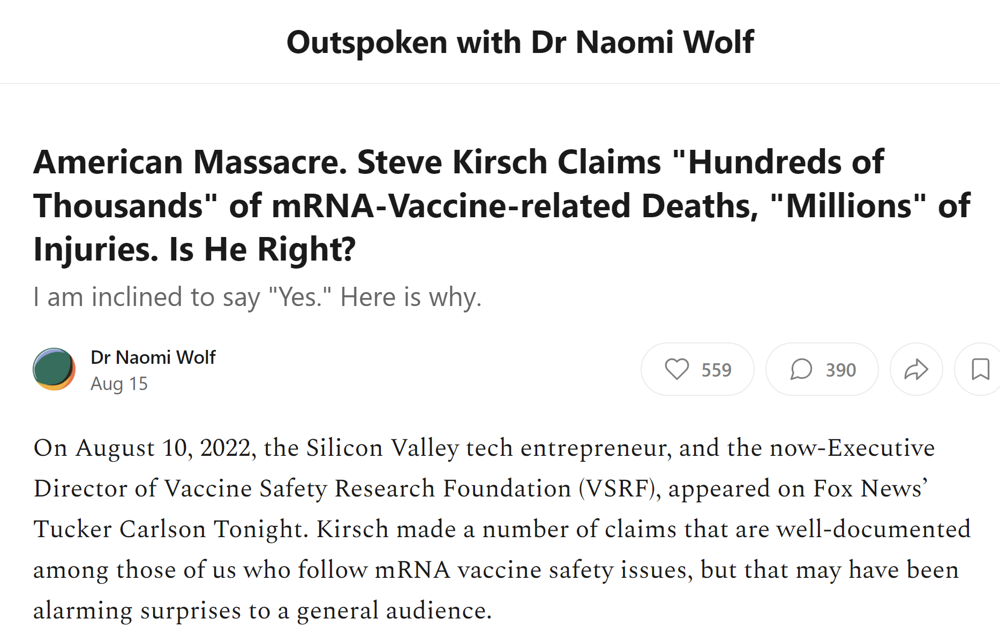 Outspoken with Dr Naomi Wolf
American Massacre. Steve Kirsch Claims "Hundreds of
Thousands" of mRNA-Vaccine-related Deaths, "Millions" of
Injuries. Is He Right?
I am inclined to say "Yes." Here is why.
Dr Naomi Wolf
Aug 15
559
390
On August 10, 2022, the Silicon Valley tech entrepreneur, and the now-Executive
Director of Vaccine Safety Research Foundation (VSRF), appeared on Fox News’
Tucker Carlson Tonight. Kirsch made a number of claims that are well-documented
among those of us who follow mRNA vaccine safety issues, but that may have been
alarming surprises to a general audience.